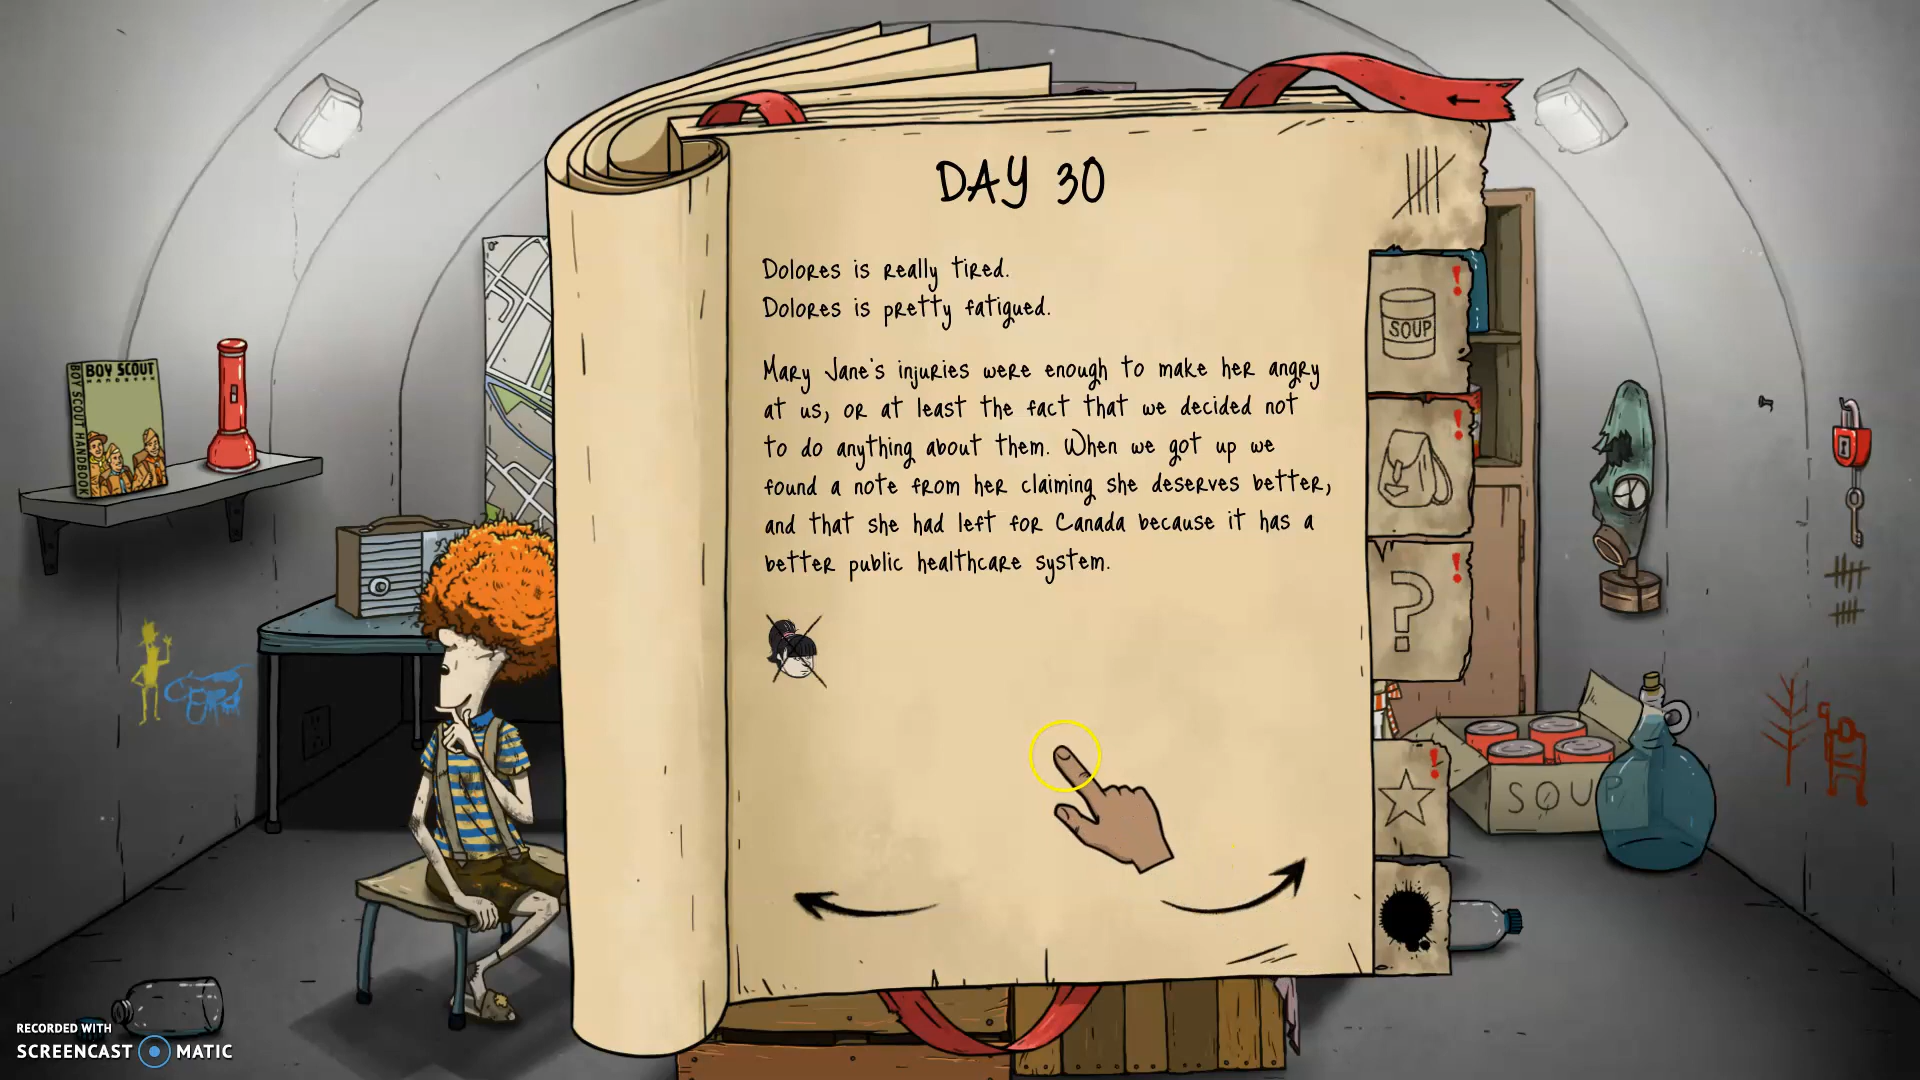 DAY 30
Dolores is really tired.
Dolores is pretty fatigued.
Mary Jane's injuries were enough to make her angry
at us, or at least the fact that we decided not
to do anything about them. When we got up we
found a note from her claiming she deserves better,
and that she had left for Canada because it has a
better public healthcare system.
SOUP
!
!
!
!
BOY SCOUT
HANDBOOK
BOY SCOUT HANDBOOK
SOUP
RECORDED WITH
SCREENCAST MATIC